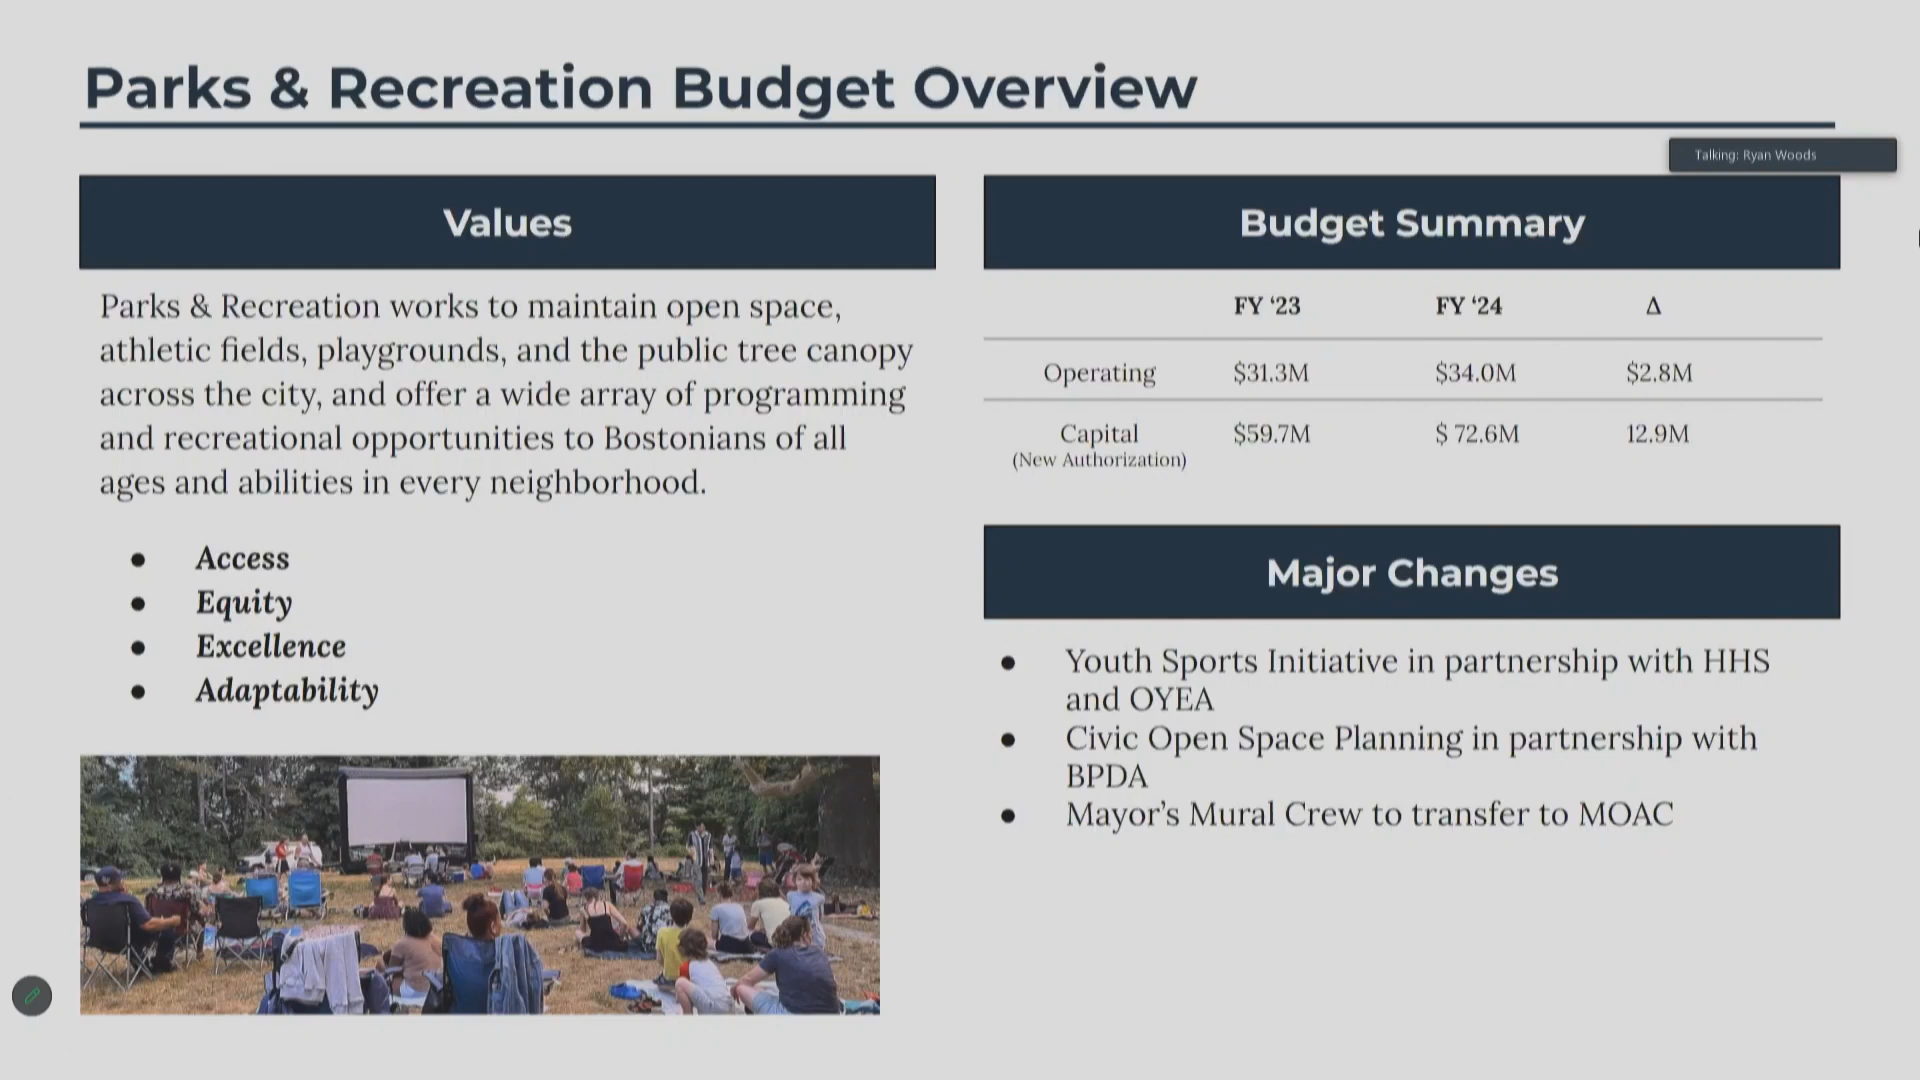 Parks & Recreation Budget Overview
Talking: Ryan Woods
Values
Parks & Recreation works to maintain open space,
athletic fields, playgrounds, and the public tree canopy
across the city, and offer a wide array of programming
and recreational opportunities to Bostonians of all
ages and abilities in every neighborhood.
● Access
● Equity
● Excellence
● Adaptability
Budget Summary
FY ‘23 FY ‘24 Δ
Operating $31.3M $34.0M $2.8M
Capital $59.7M $ 72.6M 12.9M
(New Authorization)
Major Changes
● Youth Sports Initiative in partnership with HHS
and OYEA
● Civic Open Space Planning in partnership with
BPDA
● Mayor’s Mural Crew to transfer to MOAC